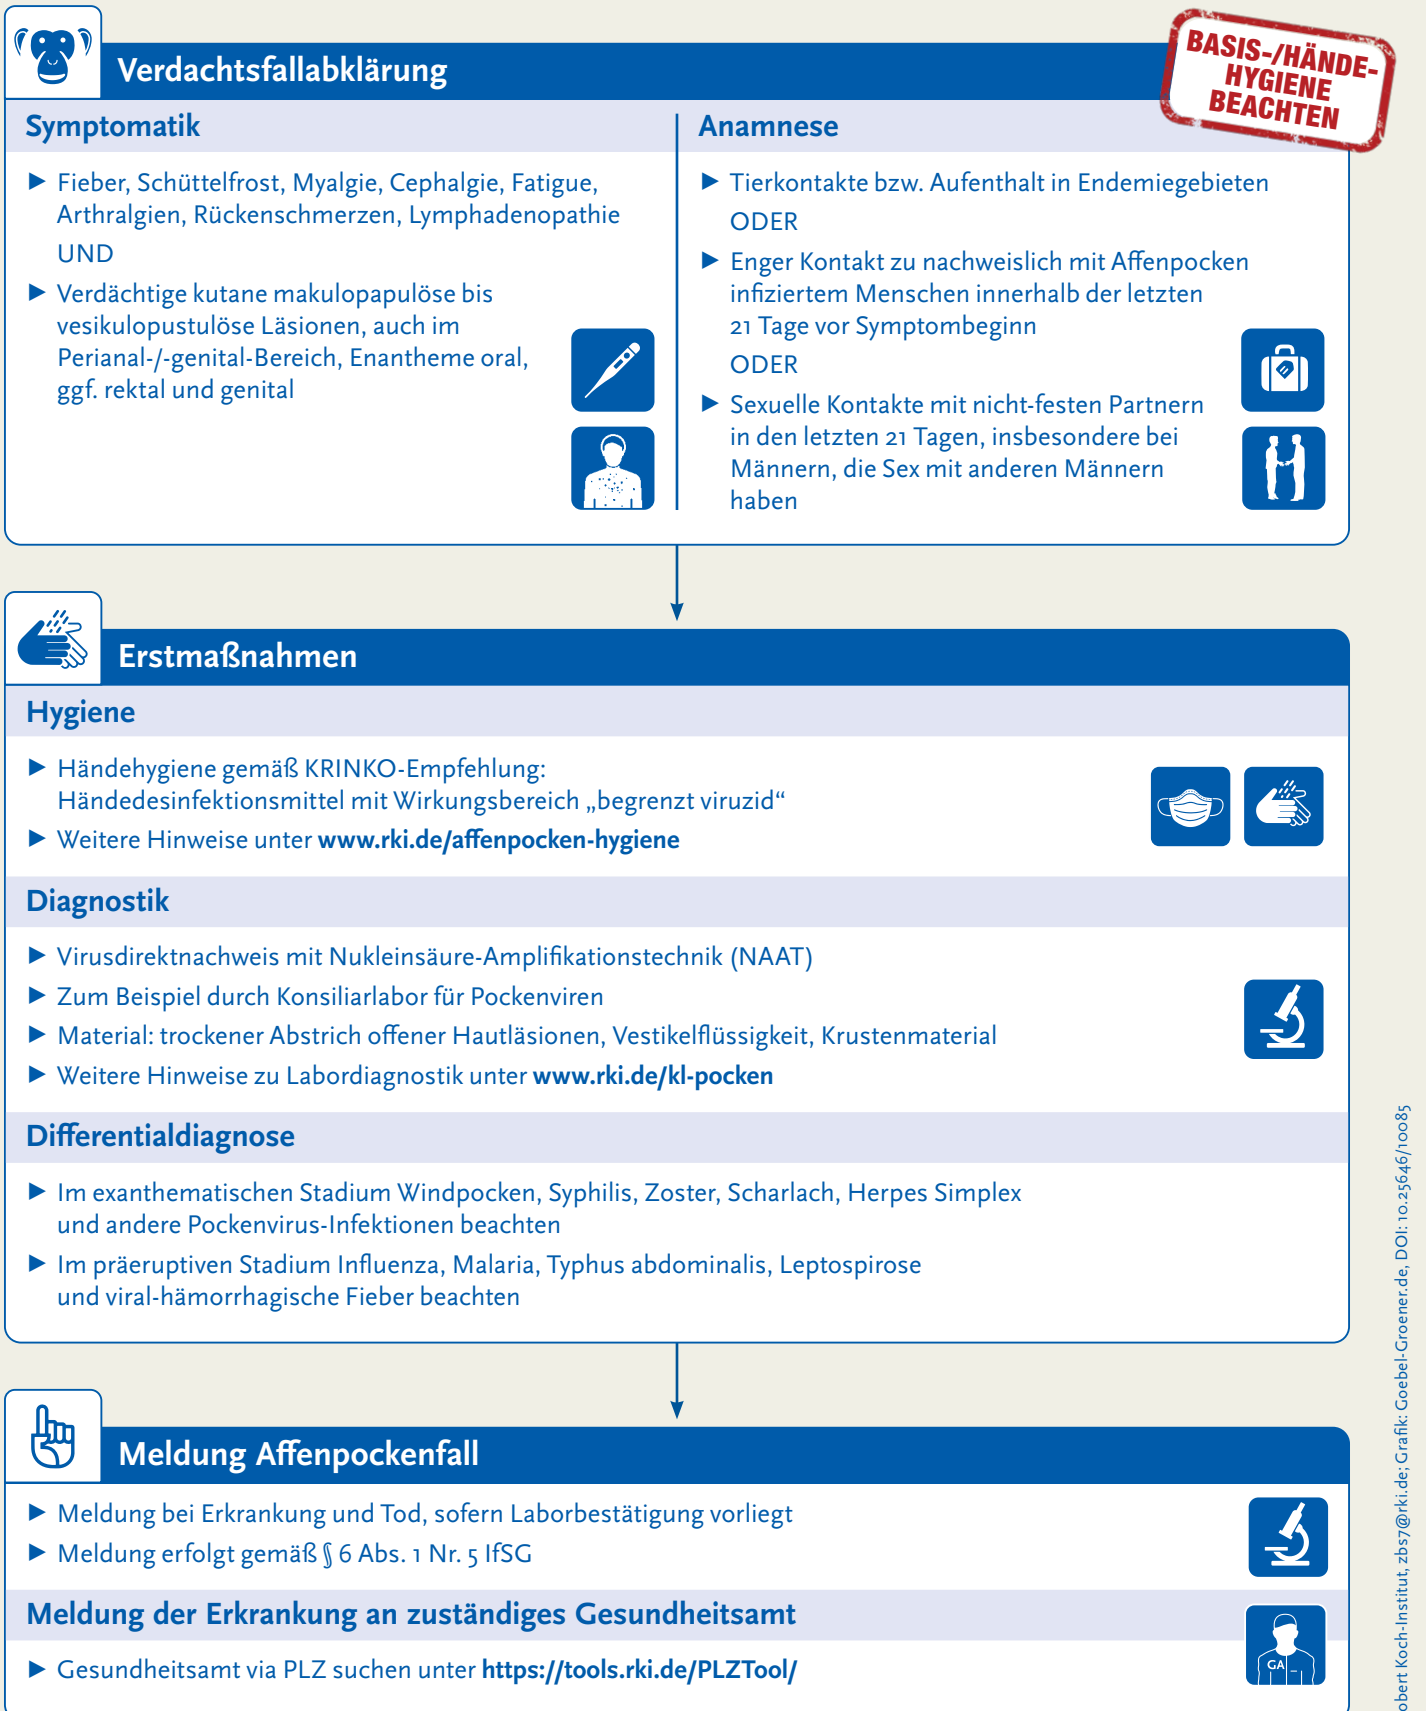 Verdachtsfallabklärung
BASIS-/HÄNDE-
HYGIENE
BEACHTEN
Symptomatik
► Fieber, Schüttelfrost, Myalgie, Cephalgie, Fatigue,
Arthralgien, Rückenschmerzen, Lymphadenopathie
UND
► Verdächtige kutane makulopapulöse bis
vesikulopustulöse Läsionen, auch im
Perianal-/-genital-Bereich, Enantheme oral,
ggf. rektal und genital
Anamnese
► Tierkontakte bzw. Aufenthalt in Endemiegebieten
ODER
► Enger Kontakt zu nachweislich mit Affenpocken
infiziertem Menschen innerhalb der letzten
21 Tage vor Symptombeginn
ODER
► Sexuelle Kontakte mit nicht-festen Partnern
in den letzten 21 Tagen, insbesondere bei
Männern, die Sex mit anderen Männern
haben
Erstmaßnahmen
Hygiene
► Händehygiene gemäß KRINKO-Empfehlung:
Händedesinfektionsmittel mit Wirkungsbereich „begrenzt viruzid“
► Weitere Hinweise unter www.rki.de/affenpocken-hygiene
Diagnostik
► Virusdirektnachweis mit Nukleinsäure-Amplifikationstechnik (NAAT)
► Zum Beispiel durch Konsiliarlabor für Pockenviren
► Material: trockener Abstrich offener Hautläsionen, Vestikelflüssigkeit, Krustenmaterial
► Weitere Hinweise zu Labordiagnostik unter www.rki.de/kl-pocken
Differentialdiagnose
► Im exanthematischen Stadium Windpocken, Syphilis, Zoster, Scharlach, Herpes Simplex
und andere Pockenvirus-Infektionen beachten
► Im präeruptiven Stadium Influenza, Malaria, Typhus abdominalis, Leptospirose
und viral-hämorrhagische Fieber beachten
Meldung Affenpockenfall
► Meldung bei Erkrankung und Tod, sofern Laborbestätigung vorliegt
► Meldung erfolgt gemäß § 6 Abs. 1 Nr. 5 IfSG
Meldung der Erkrankung an zuständiges Gesundheitsamt
► Gesundheitsamt via PLZ suchen unter https://tools.rki.de/PLZTool/
GA
obert Koch-Institut, zbs7@rki.de; Grafik: Goebel-Groener.de, DOI: 10.25646/10085